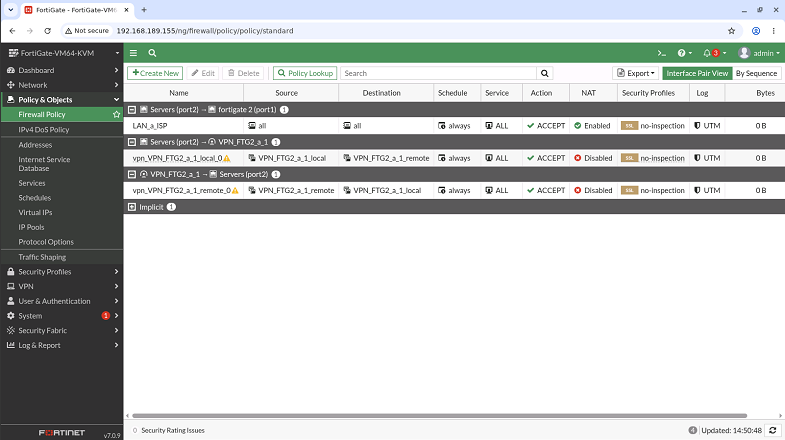 FortiGate - FortiGate-VM6
Not secure 192.168.189.155/ng/firewall/policy/policy/standard
FortiGate-VM64-KVM
3
admin
Dashboard
Network
Policy & Objects
Firewall Policy
IPv4 DoS Policy
Addresses
Internet Service
Database
Services
Schedules
Virtual IPs
IP Pools
Protocol Options
Traffic Shaping
Security Profiles
VPN
User & Authentication
System 1
Security Fabric
Log & Report
FORTINET v7.0.9
Create New Edit Delete Policy Lookup Search Export Interface Pair View By Sequence
Name Source Destination Schedule Service Action NAT Security Profiles Log Bytes
Servers (port2) → fortigate 2 (port1) 1
LAN_a_ISP all all always ALL ACCEPT Enabled SSL no-inspection UTM 0 B
Servers (port2) → VPN_FTG2_a_1 1
vpn_VPN_FTG2_a_1_local_0 VPN_FTG2_a_1_local VPN_FTG2_a_1_remote always ALL ACCEPT Disabled SSL no-inspection UTM 0 B
VPN_FTG2_a_1 → Servers (port2) 1
vpn_VPN_FTG2_a_1_remote_0 VPN_FTG2_a_1_remote VPN_FTG2_a_1_local always ALL ACCEPT Disabled SSL no-inspection UTM 0 B
Implicit 1
0 Security Rating Issues
4 Updated: 14:50:48